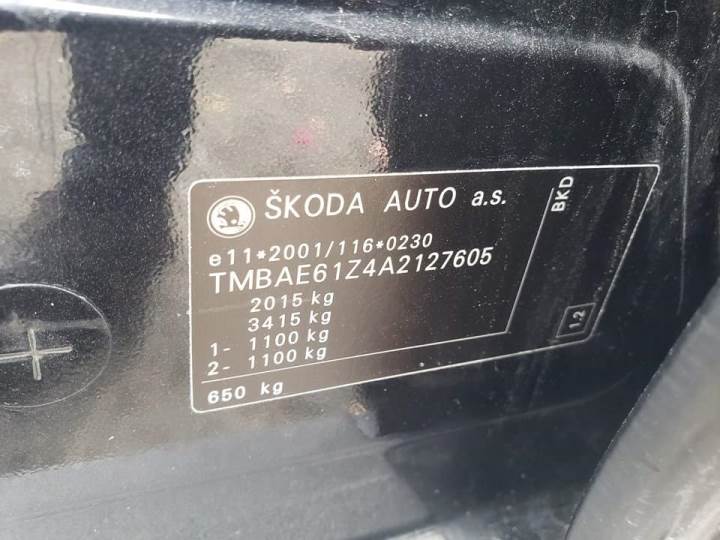 ŠKODA AUTO a.s.
BKD
e11*2001/116*0230
TMBAE61Z4A2127605
2015 kg
3415 kg
1- 1100 kg
2- 1100 kg
1.2
650 kg